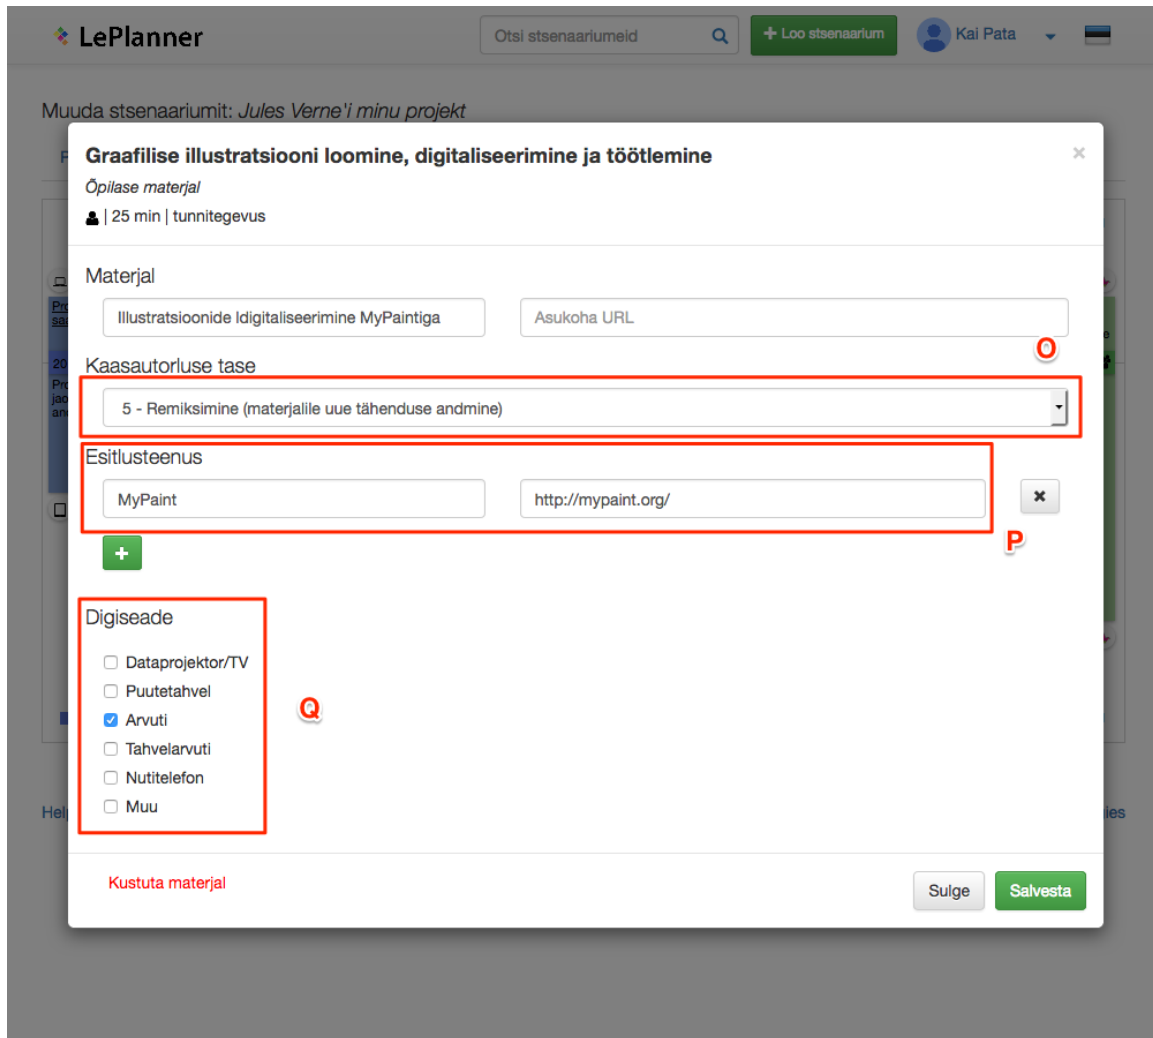 LePlanner
Otsi stsenaariumeid
+ Loo stsenaarium
Kai Pata
Muuda stsenaariumit: Jules Verne'i minu projekt
Graafilise illustratsiooni loomine, digitaliseerimine ja töötlemine
×
Õpilase materjal
| 25 min | tunnitegevus
Materjal
Illustratsioonide ldigitaliseerimine MyPaintiga
Asukoha URL
O
Kaasautorluse tase
5 - Remiksimine (materjalile uue tähenduse andmine)
Esitlusteenus
MyPaint
http://mypaint.org/
P
+
Digiseade
Dataprojektor/TV
Puutetahvel
Arvuti
Q
Tahvelarvuti
Nutitelefon
Muu
Kustuta materjal
Sulge
Salvesta